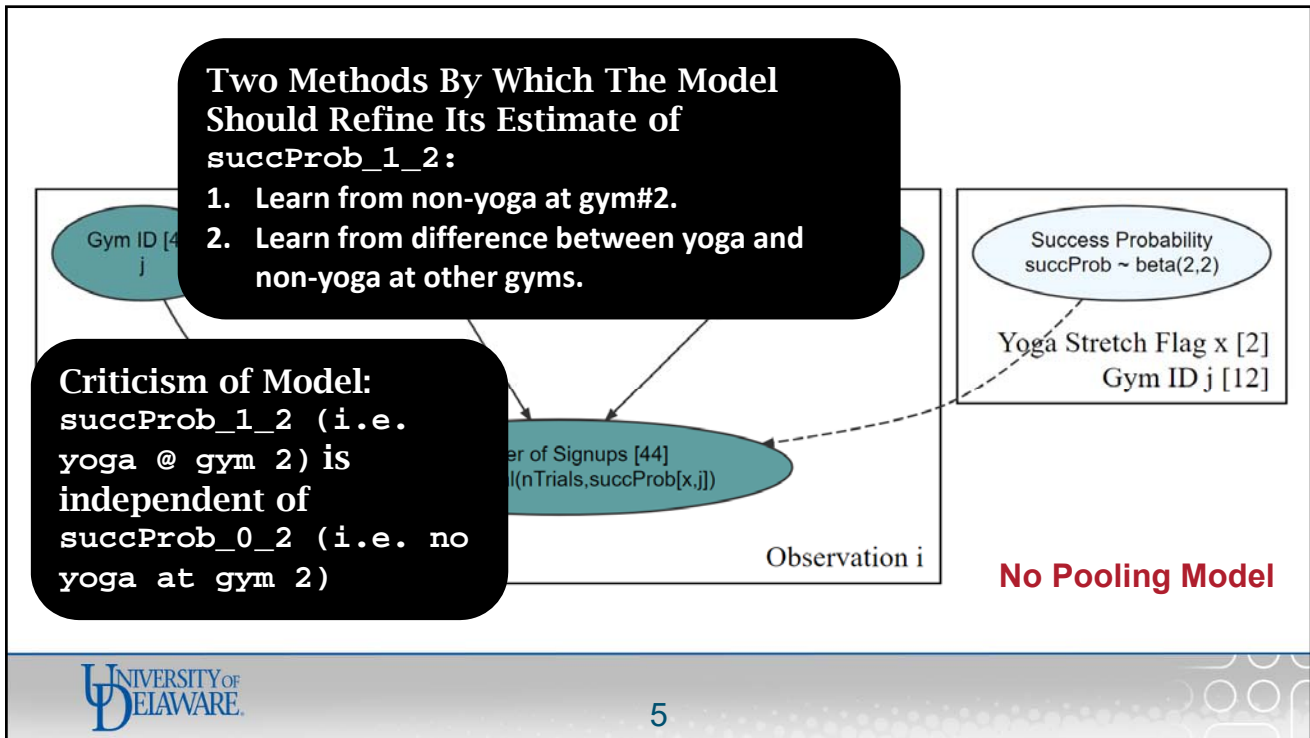 Two Methods By Which The Model
Should Refine Its Estimate of
succProb_1_2:
1. Learn from non-yoga at gym#2.
2. Learn from difference between yoga and
non-yoga at other gyms.
Gym ID [4
j
Success Probability
succProb ~ beta(2,2)
Yoga Stretch Flag x [2]
Gym ID j [12]
Criticism of Model:
succProb_1_2 (i.e.
yoga @ gym 2) is
independent of
succProb_0_2 (i.e. no
yoga at gym 2)
er of Signups [44]
l(nTrials,succProb[x,j])
Observation i
No Pooling Model
UNIVERSITY OF
DELAWARE.
5